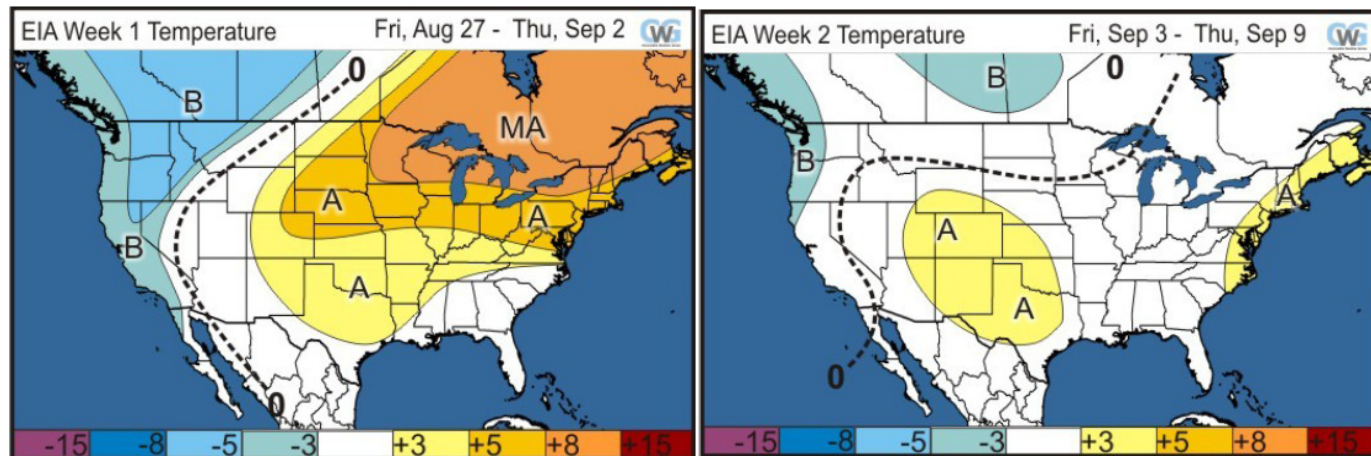 EIA Week 1 Temperature Fri, Aug 27 - Thu, Sep 2 CWG
0
B
MA
A
A
B
A
0
-15 -8 -5 -3 +3 +5 +8 +15
EIA Week 2 Temperature Fri, Sep 3 - Thu, Sep 9 CWG
B
0
B
A
A
A
0
-15 -8 -5 -3 +3 +5 +8 +15